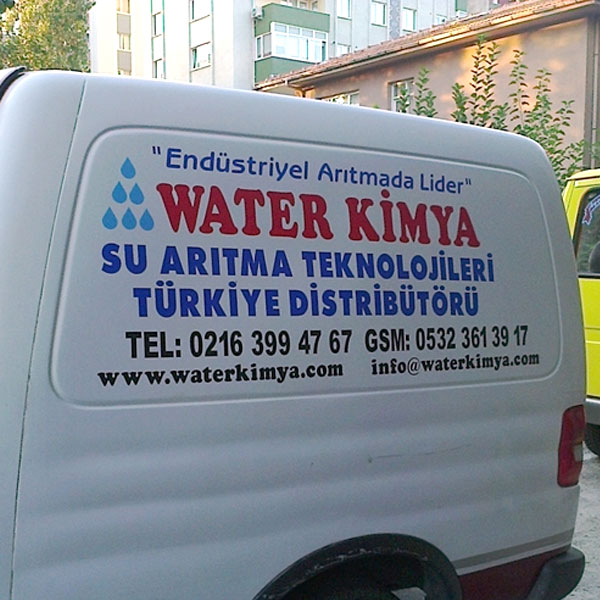 "Endüstriyel Arıtmada Lider"
WATER KİMYA
SU ARITMA TEKNOLOJİLERİ
TÜRKİYE DİSTRİBÜTÖRÜ
TEL: 0216 399 47 67 GSM: 0532 361 39 17
www.waterkimya.com info@waterkimya.com